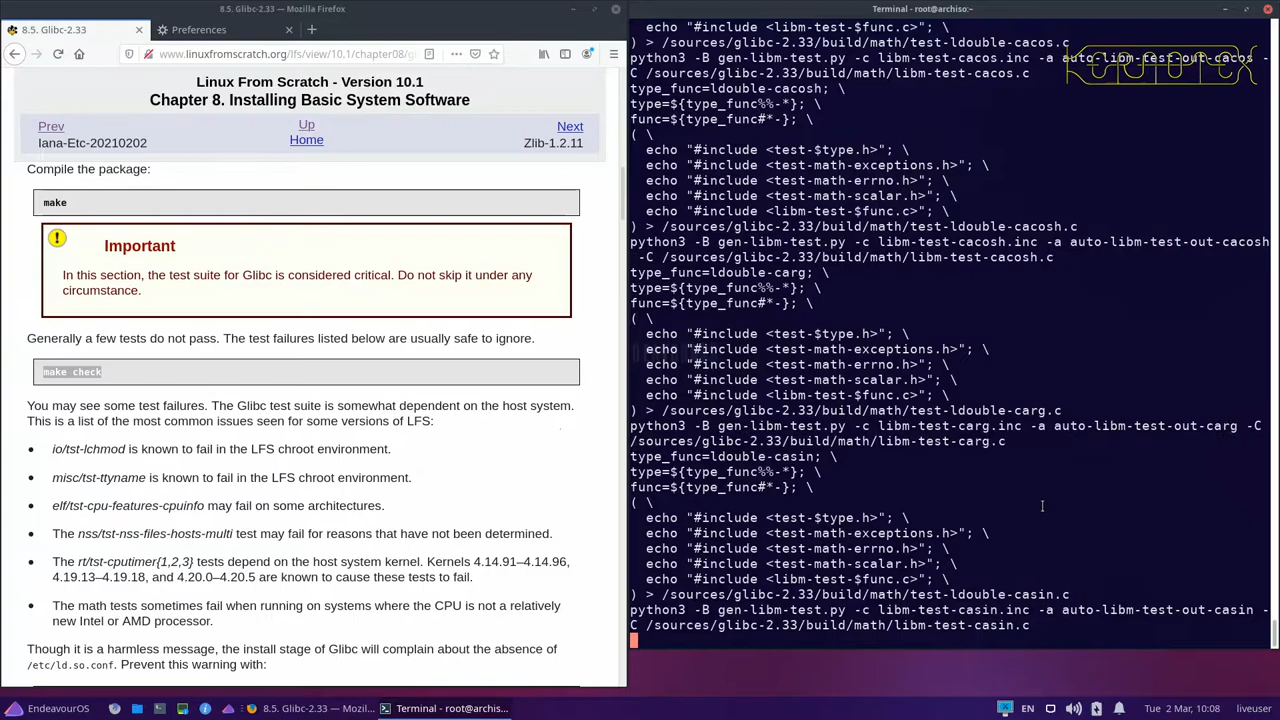 8.5. Glibc-2.33 — Mozilla Firefox
8.5. Glibc-2.33
Preferences
www.linuxfromscratch.org/lfs/view/10.1/chapter08/g
Linux From Scratch - Version 10.1
Chapter 8. Installing Basic System Software
Prev
Up
Next
Iana-Etc-20210202
Home
Zlib-1.2.11
Compile the package:
make
Important
In this section, the test suite for Glibc is considered critical. Do not skip it under any
circumstance.
Generally a few tests do not pass. The test failures listed below are usually safe to ignore.
make check
You may see some test failures. The Glibc test suite is somewhat dependent on the host system.
This is a list of the most common issues seen for some versions of LFS:
io/tst-lchmod is known to fail in the LFS chroot environment.
misc/tst-ttyname is known to fail in the LFS chroot environment.
elf/tst-cpu-features-cpuinfo may fail on some architectures.
The nss/tst-nss-files-hosts-multi test may fail for reasons that have not been determined.
The rt/tst-cputimer{1,2,3} tests depend on the host system kernel. Kernels 4.14.91–4.14.96,
4.19.13–4.19.18, and 4.20.0–4.20.5 are known to cause these tests to fail.
The math tests sometimes fail when running on systems where the CPU is not a relatively
new Intel or AMD processor.
Though it is a harmless message, the install stage of Glibc will complain about the absence of
/etc/ld.so.conf. Prevent this warning with:
Terminal - root@archiso:~
echo "#include <libm-test-$func.c>"; \
) > /sources/glibc-2.33/build/math/test-ldouble-cacos.c
python3 -B gen-libm-test.py -c libm-test-cacos.inc -a auto-libm-test-out-cacos -
C /sources/glibc-2.33/build/math/libm-test-cacos.c
type_func=ldouble-cacosh; \
type=${type_func%%-*}; \
func=${type_func#*-}; \
( \
echo "#include <test-$type.h>"; \
echo "#include <test-math-exceptions.h>"; \
echo "#include <test-math-errno.h>"; \
echo "#include <test-math-scalar.h>"; \
echo "#include <libm-test-$func.c>"; \
) > /sources/glibc-2.33/build/math/test-ldouble-cacosh.c
python3 -B gen-libm-test.py -c libm-test-cacosh.inc -a auto-libm-test-out-cacosh
-C /sources/glibc-2.33/build/math/libm-test-cacosh.c
type_func=ldouble-carg; \
type=${type_func%%-*}; \
func=${type_func#*-}; \
( \
echo "#include <test-$type.h>"; \
echo "#include <test-math-exceptions.h>"; \
echo "#include <test-math-errno.h>"; \
echo "#include <test-math-scalar.h>"; \
echo "#include <libm-test-$func.c>"; \
) > /sources/glibc-2.33/build/math/test-ldouble-carg.c
python3 -B gen-libm-test.py -c libm-test-carg.inc -a auto-libm-test-out-carg -C
/sources/glibc-2.33/build/math/libm-test-carg.c
type_func=ldouble-casin; \
type=${type_func%%-*}; \
func=${type_func#*-}; \
( \
echo "#include <test-$type.h>"; \
echo "#include <test-math-exceptions.h>"; \
echo "#include <test-math-errno.h>"; \
echo "#include <test-math-scalar.h>"; \
echo "#include <libm-test-$func.c>"; \
) > /sources/glibc-2.33/build/math/test-ldouble-casin.c
python3 -B gen-libm-test.py -c libm-test-casin.inc -a auto-libm-test-out-casin -
C /sources/glibc-2.33/build/math/libm-test-casin.c
EndeavourOS
8.5. Glibc-2.33 — Mozil...
Terminal - root@archis...
EN
Tue 2 Mar, 10:08
liveuser